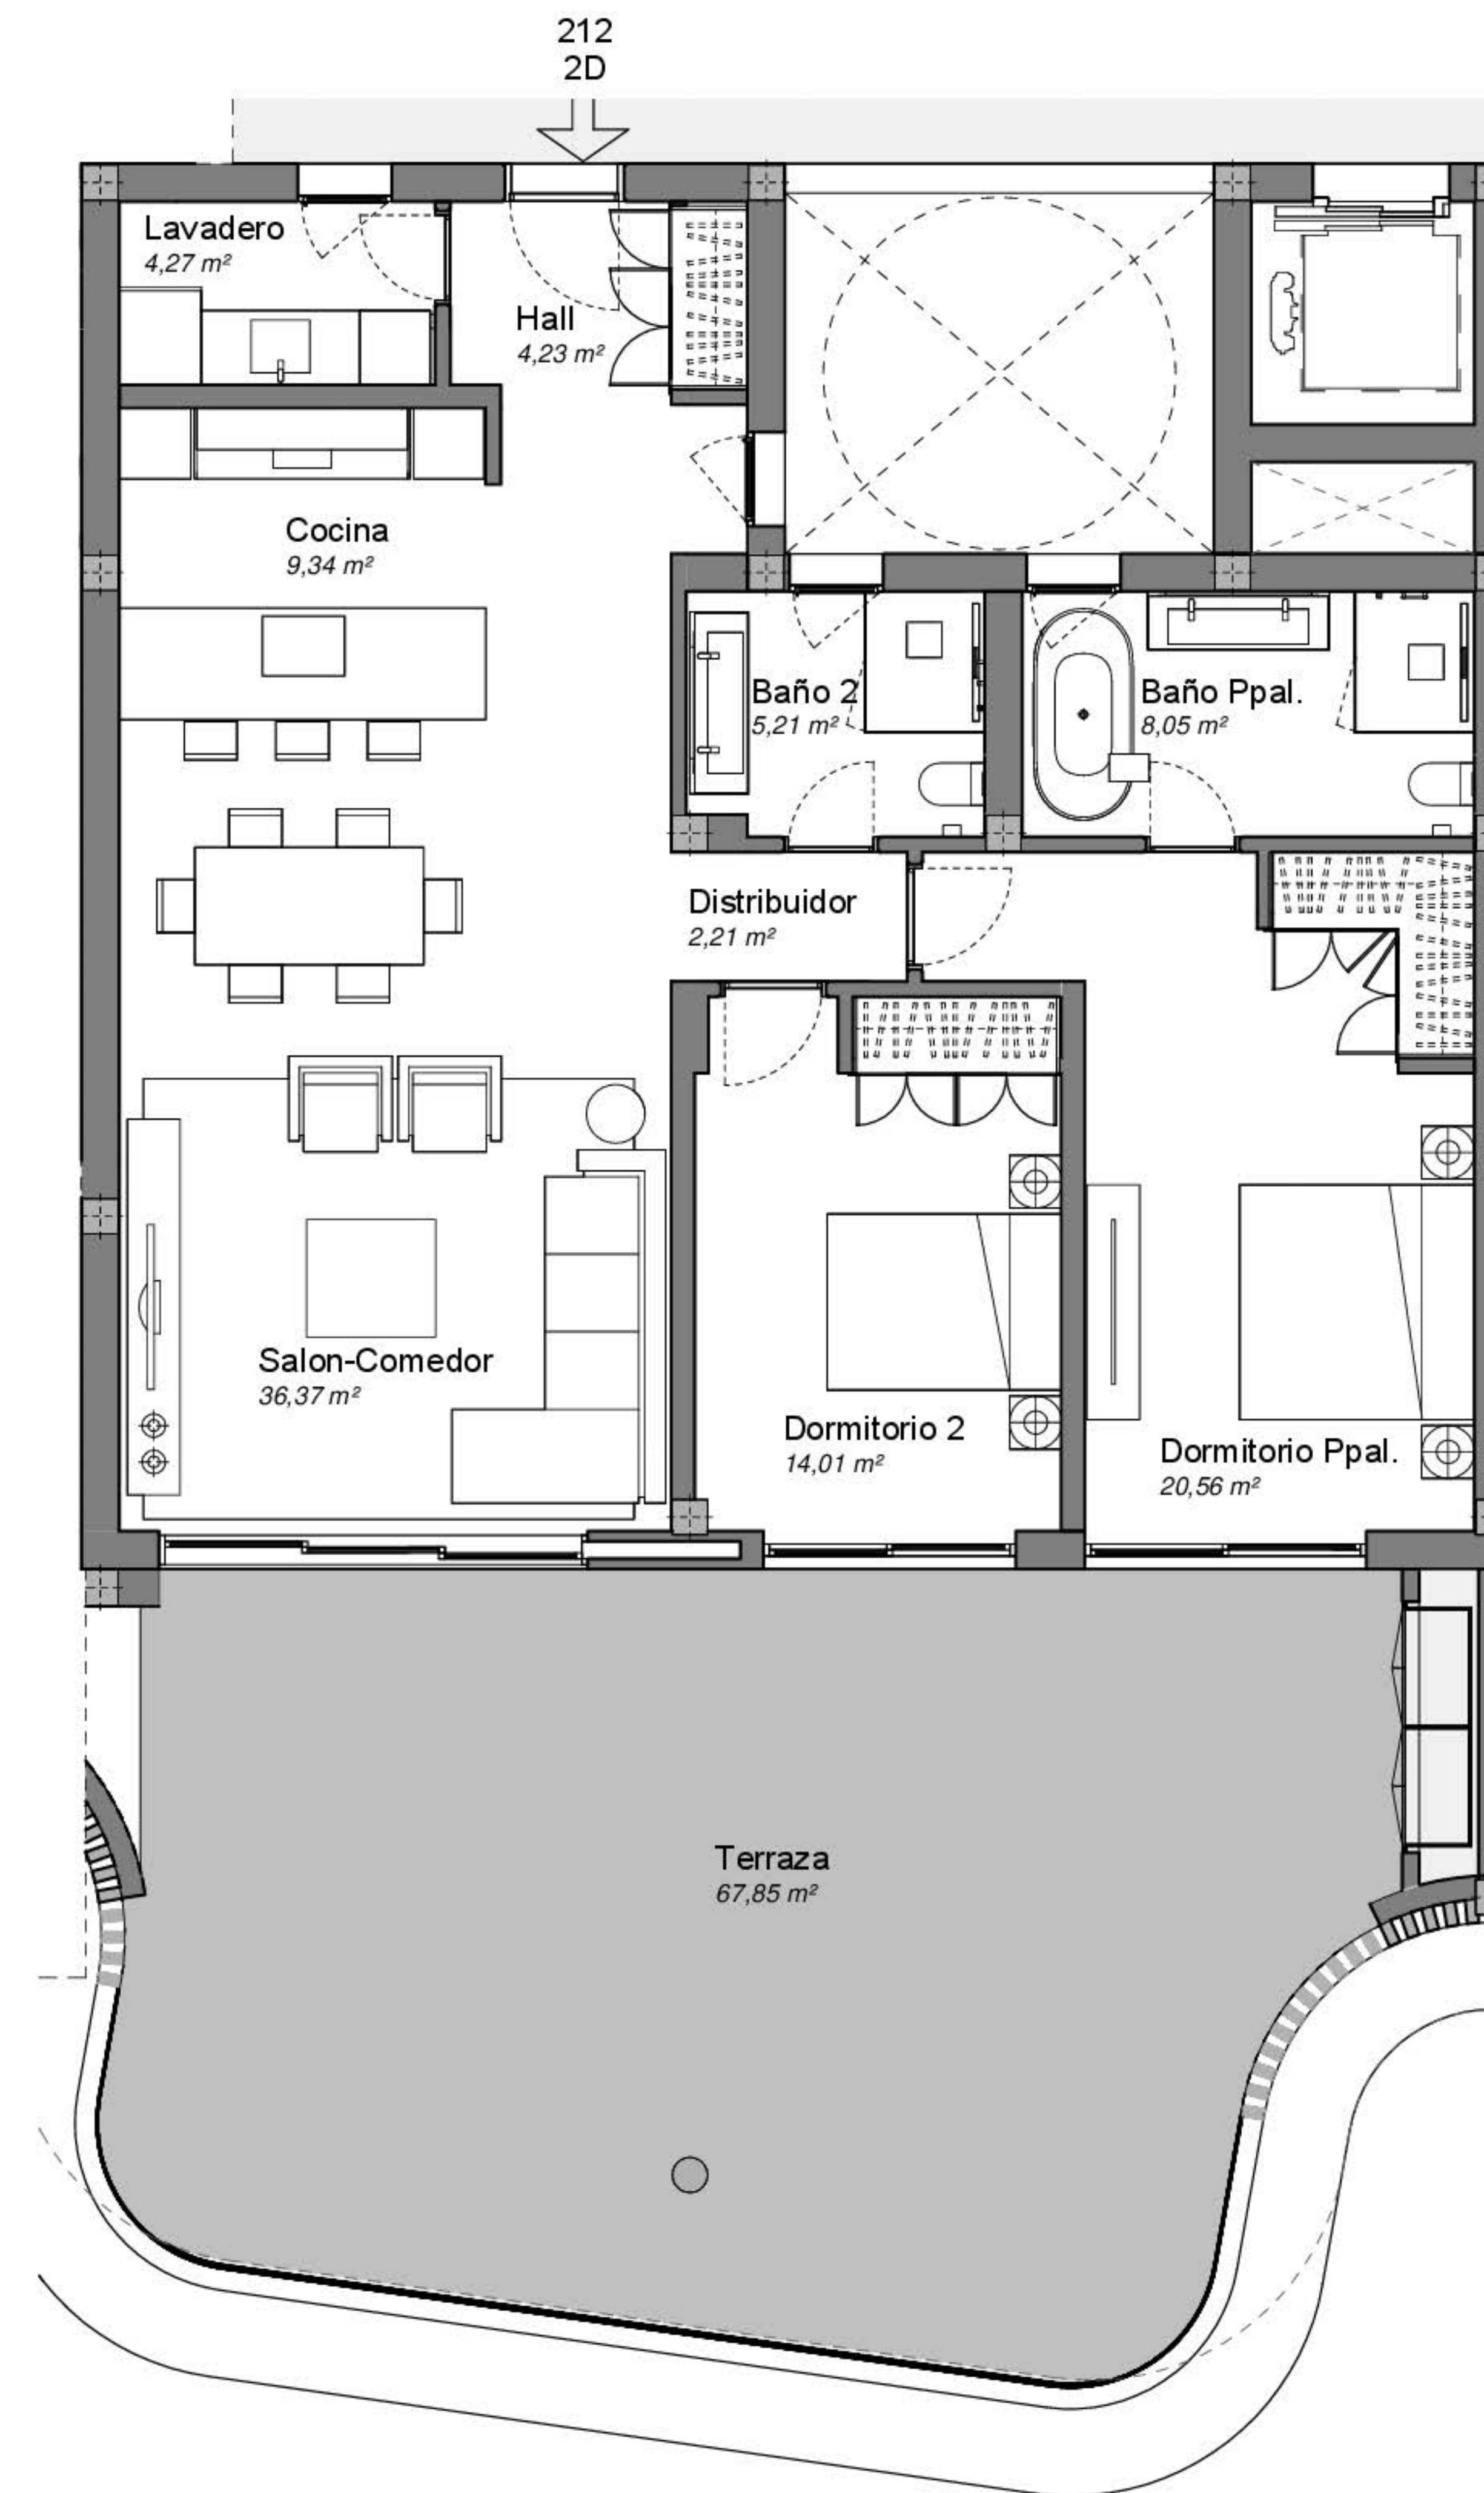 212
2D
Lavadero
4,27 m²
Hall
4,23 m²
Cocina
9,34 m²
Baño 2
5,21 m²
Baño Ppal.
8,05 m²
Distribuidor
2,21 m²
Salon-Comedor
36,37 m²
Dormitorio 2
14,01 m²
Dormitorio Ppal.
20,56 m²
Terraza
67,85 m²